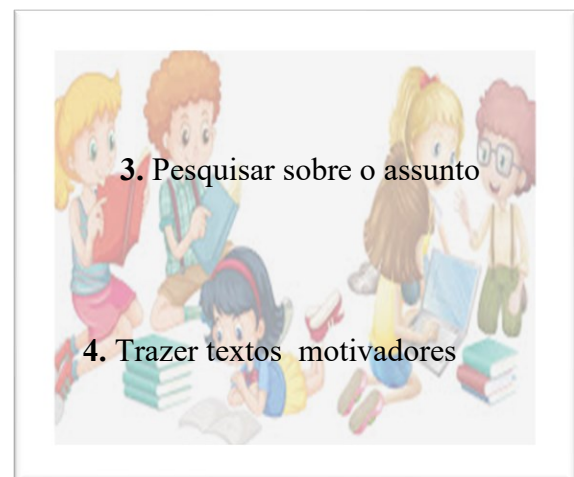 3. Pesquisar sobre o assunto
4. Trazer textos  motivadores